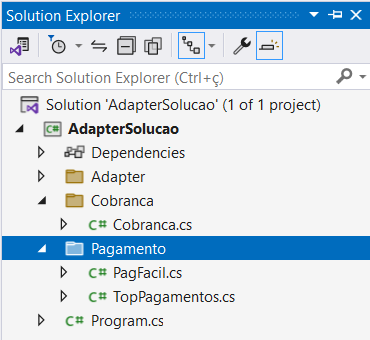 Solution Explorer
Search Solution Explorer (Ctrl+ç)
Solution 'AdapterSolucao' (1 of 1 project)
C# AdapterSolucao
Dependencies
Adapter
Cobranca
C# Cobranca.cs
Pagamento
C# PagFacil.cs
C# TopPagamentos.cs
C# Program.cs